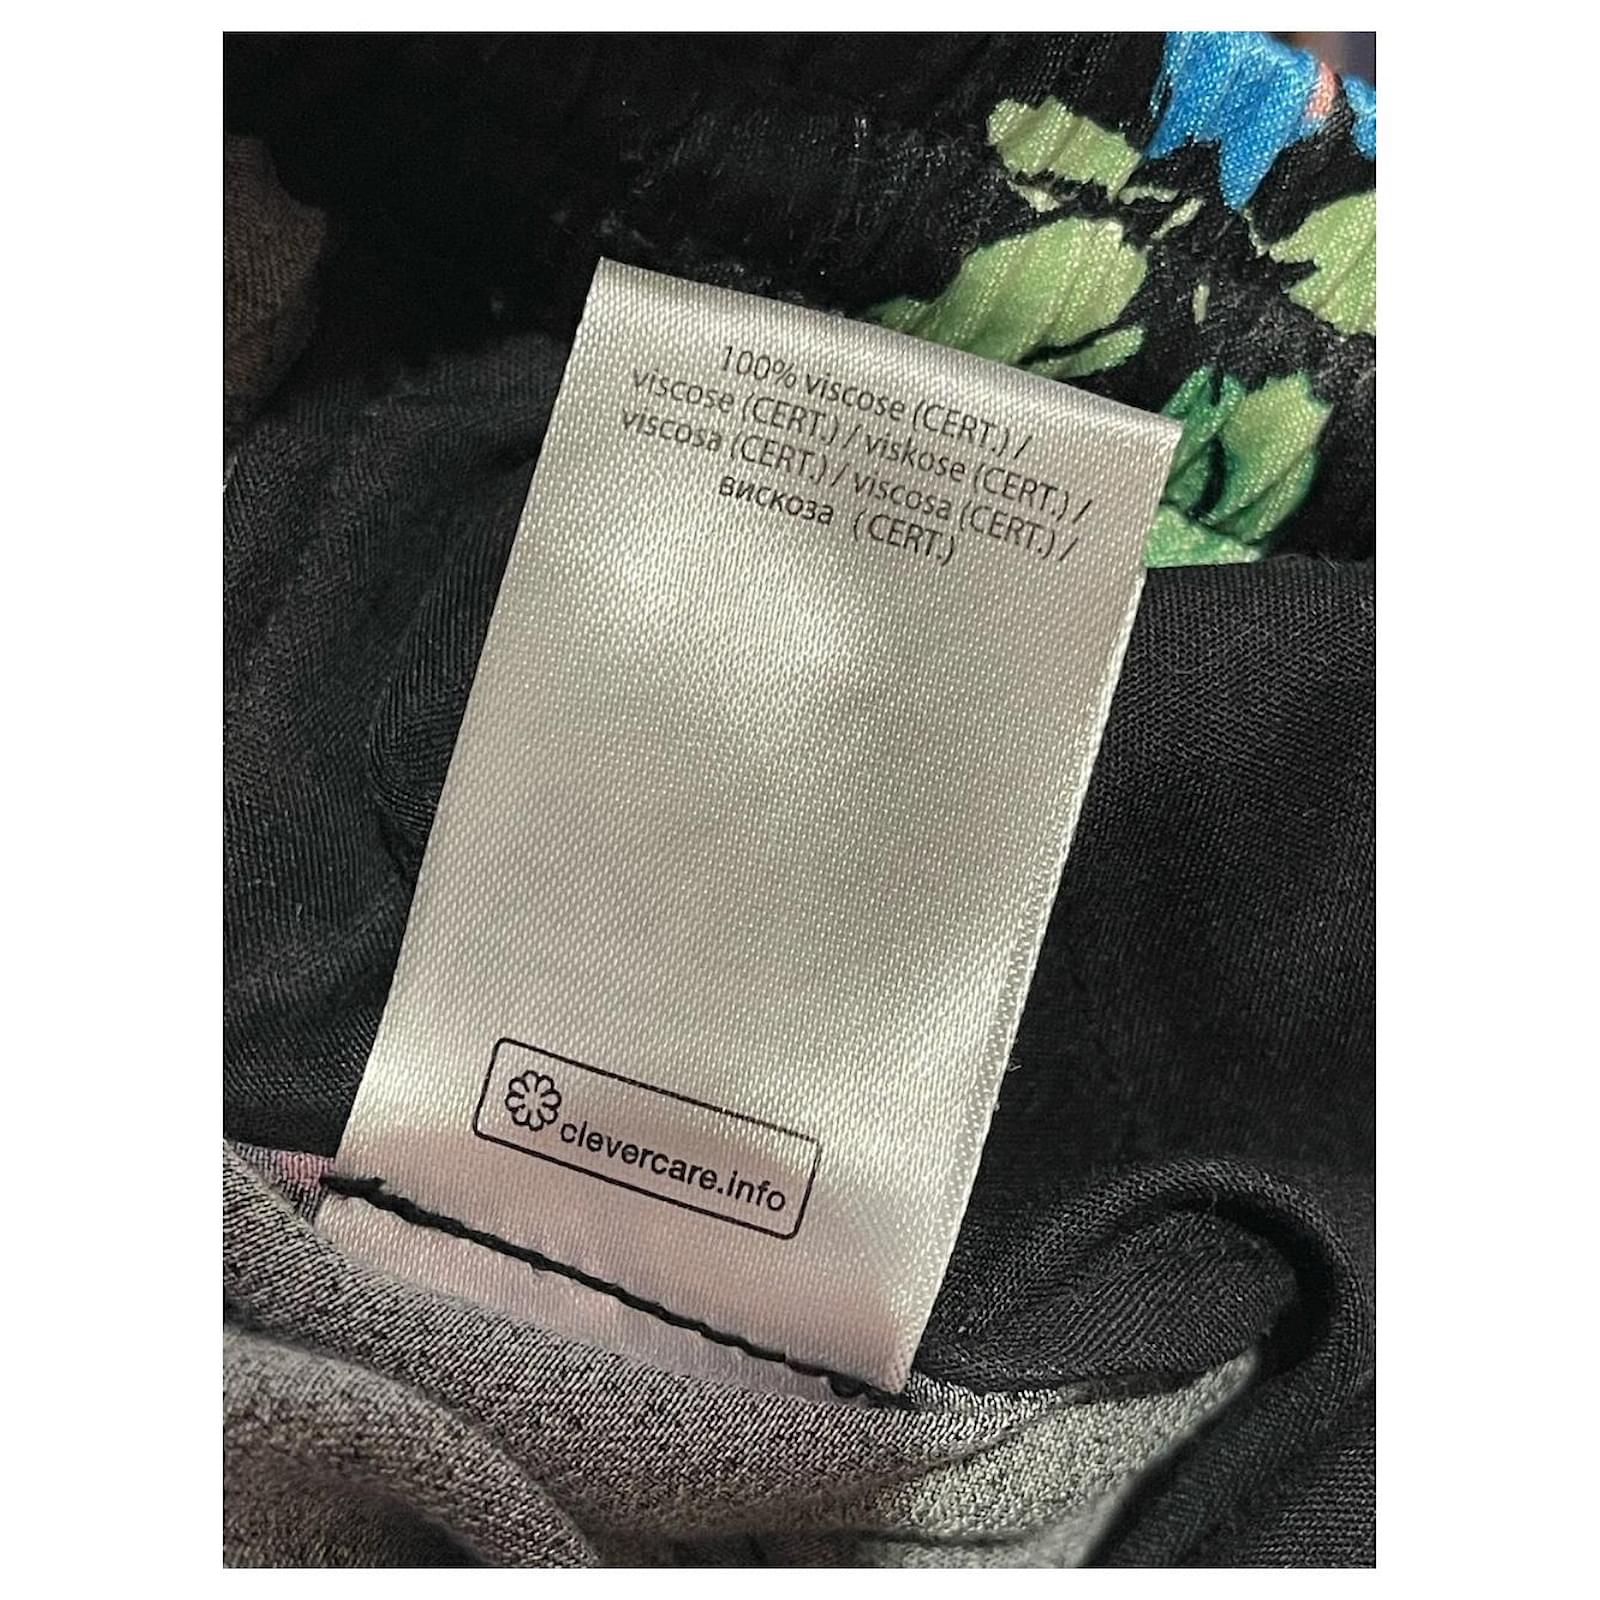 100% viscose (CERT.) /
viscose (CERT.) / viskose (CERT.) /
viscosa (CERT.) / viscosa (CERT.) /
вискоза (CERT.)
clevercare.info